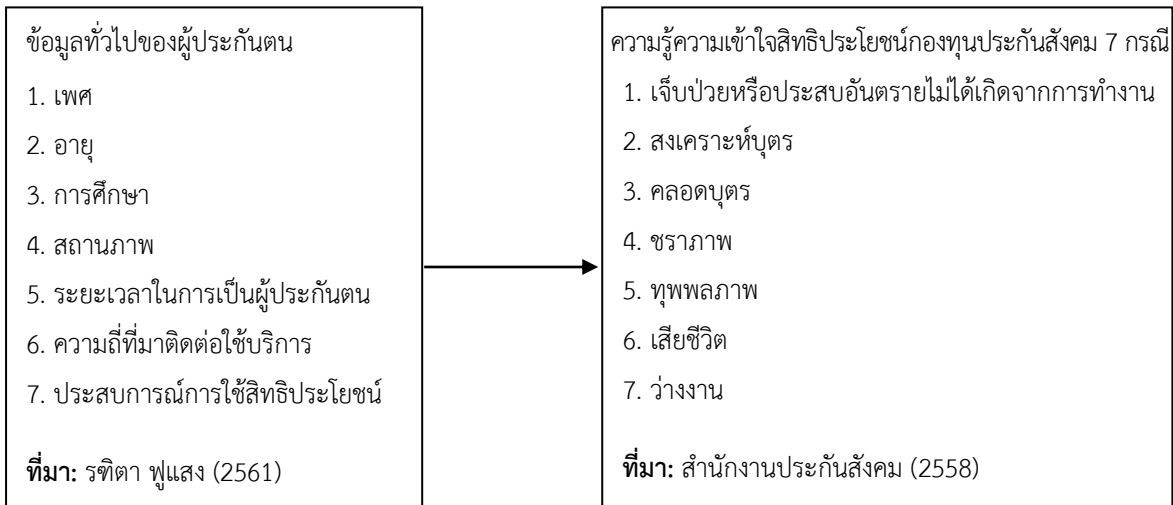 ข้อมูลทั่วไปของผู้ประกันตน
1. เพศ
2. อายุ
3. การศึกษา
4. สถานภาพ
5. ระยะเวลาในการเป็นผู้ประกันตน
6. ความถี่ที่มาติดต่อใช้บริการ
7. ประสบการณ์การใช้สิทธิประโยชน์
ที่มา: รฑิตา ฟูแสง (2561)
ความรู้ความเข้าใจสิทธิประโยชน์กองทุนประกันสังคม 7 กรณี
1. เจ็บป่วยหรือประสบอันตรายไม่ได้เกิดจากการทำงาน
2. สงเคราะห์บุตร
3. คลอดบุตร
4. ชราภาพ
5. ทุพพลภาพ
6. เสียชีวิต
7. ว่างงาน
ที่มา: สำนักงานประกันสังคม (2558)